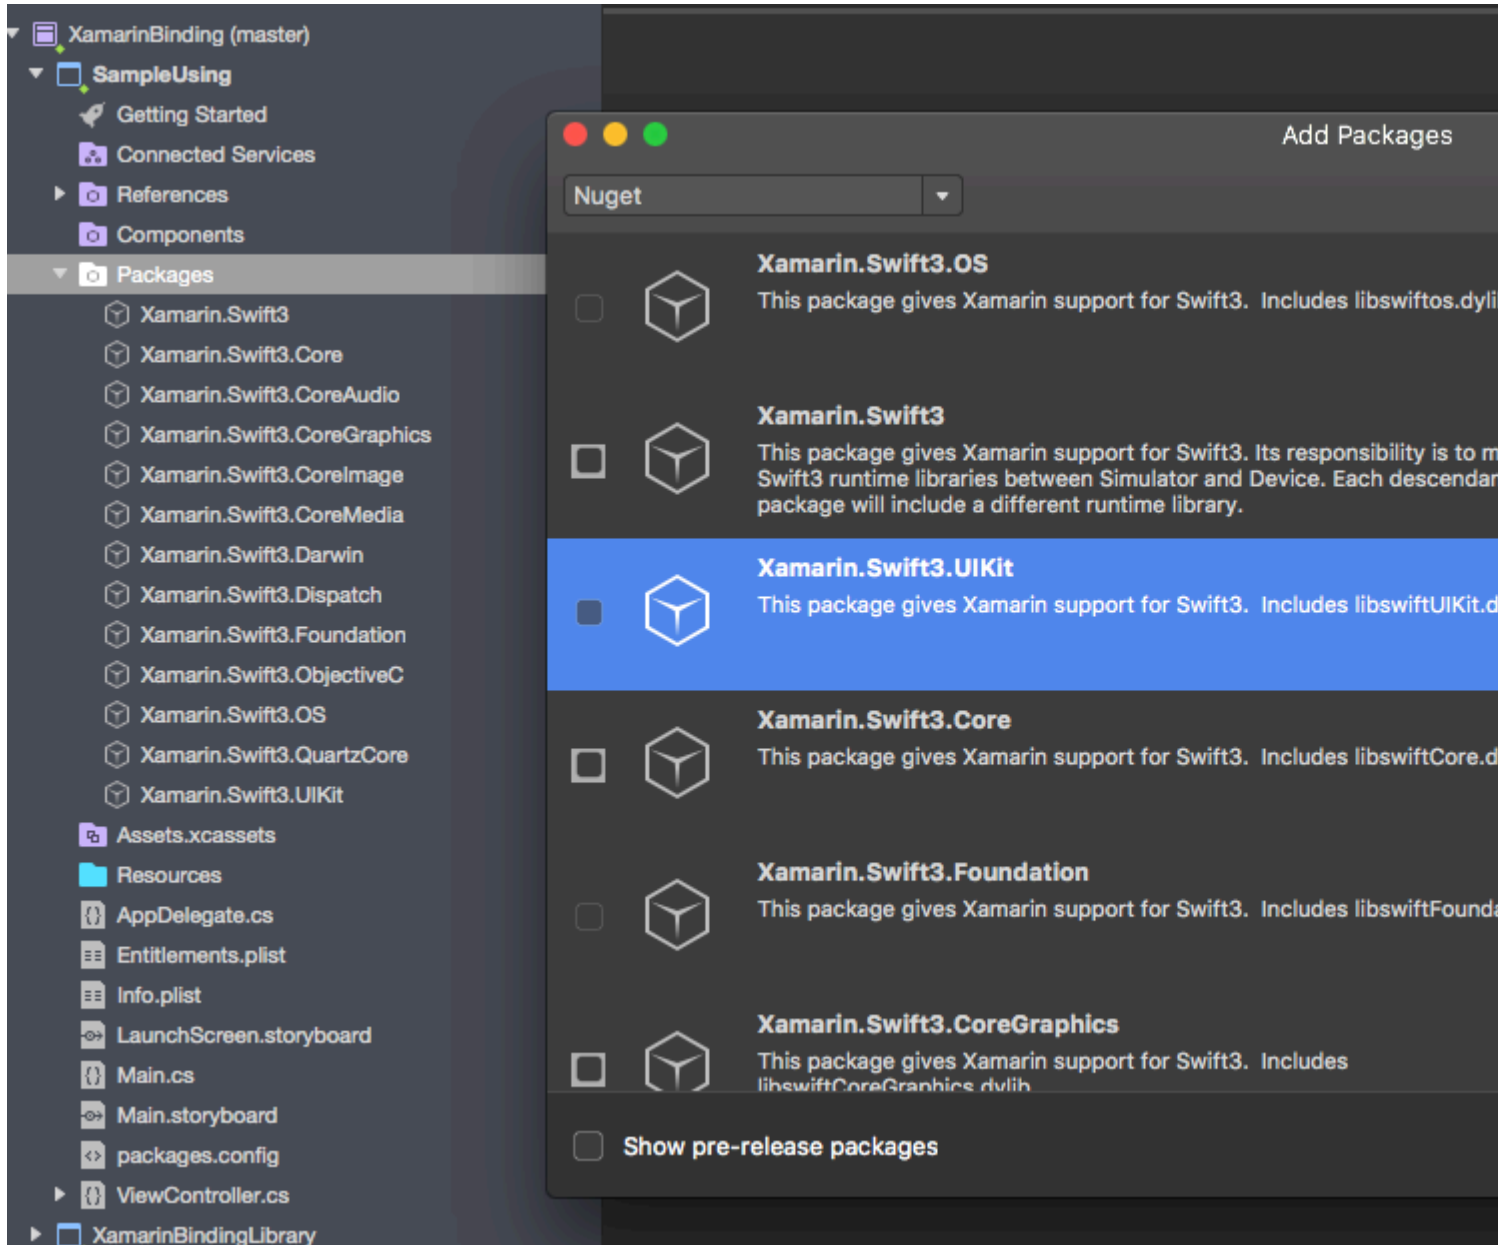 XamarinBinding (master)
SampleUsing
Getting Started
Connected Services
References
Components
Packages
Xamarin.Swift3
Xamarin.Swift3.Core
Xamarin.Swift3.CoreAudio
Xamarin.Swift3.CoreGraphics
Xamarin.Swift3.CoreImage
Xamarin.Swift3.CoreMedia
Xamarin.Swift3.Darwin
Xamarin.Swift3.Dispatch
Xamarin.Swift3.Foundation
Xamarin.Swift3.ObjectiveC
Xamarin.Swift3.OS
Xamarin.Swift3.QuartzCore
Xamarin.Swift3.UIKit
Assets.xcassets
Resources
AppDelegate.cs
Entitlements.plist
Info.plist
LaunchScreen.storyboard
Main.cs
Main.storyboard
packages.config
ViewController.cs
XamarinBindingLibrary
Add Packages
Nuget
Xamarin.Swift3.OS
This package gives Xamarin support for Swift3. Includes libswiftos.dyli
Xamarin.Swift3
This package gives Xamarin support for Swift3. Its responsibility is to m
Swift3 runtime libraries between Simulator and Device. Each descendar
package will include a different runtime library.
Xamarin.Swift3.UIKit
This package gives Xamarin support for Swift3. Includes libswiftUIKit.d
Xamarin.Swift3.Core
This package gives Xamarin support for Swift3. Includes libswiftCore.d
Xamarin.Swift3.Foundation
This package gives Xamarin support for Swift3. Includes libswiftFounda
Xamarin.Swift3.CoreGraphics
This package gives Xamarin support for Swift3. Includes
libswiftCoreGraphics.dylib
Show pre-release packages